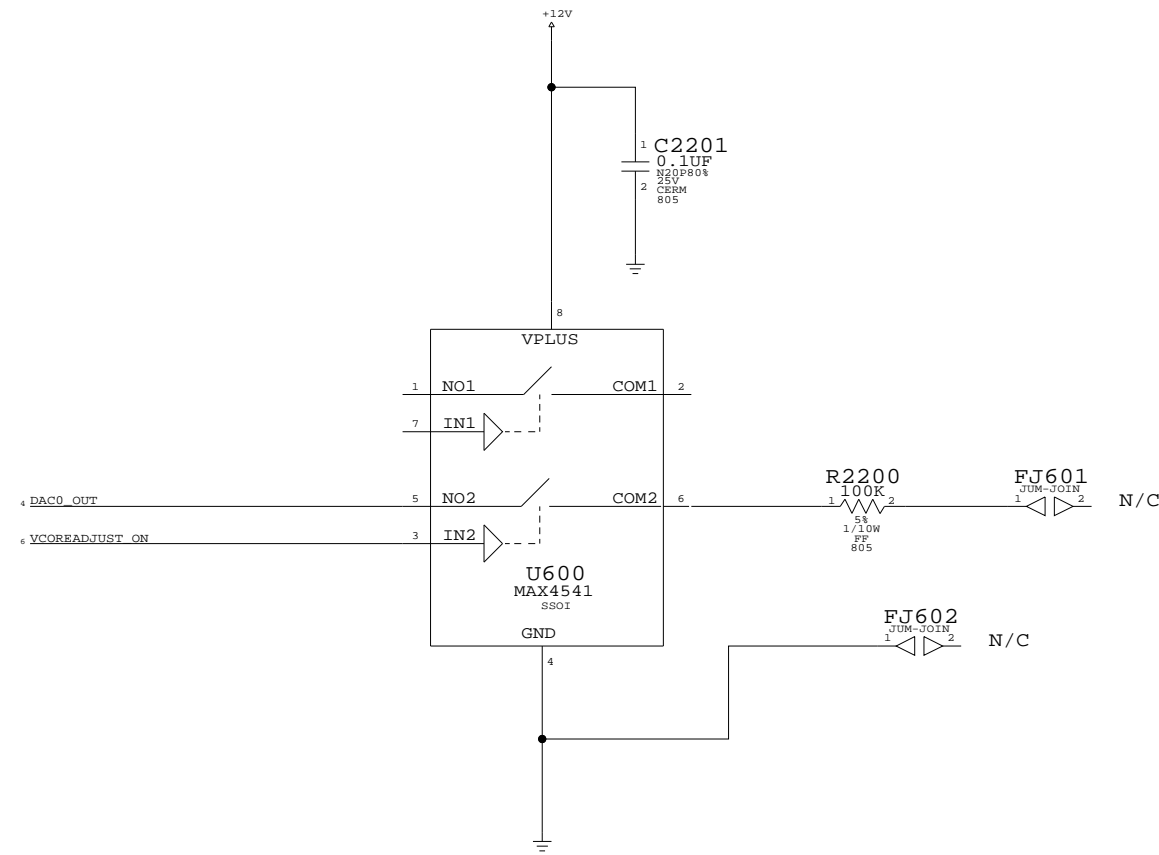 +12V
1 C2201
0.1UF
N20P80%
25V
2 CERM
805
8
VPLUS
1 NO1 COM1 2
7 IN1
R2200 FJ601
100K JUM-JOIN
4 DAC0_OUT 5 NO2 COM2 6 1 2 1 2 N/C
5%
1/10W
FF
805
6 VCOREADJUST_ON 3 IN2
U600
MAX4541
SSOI
FJ602
JUM-JOIN
GND 1 2 N/C
4